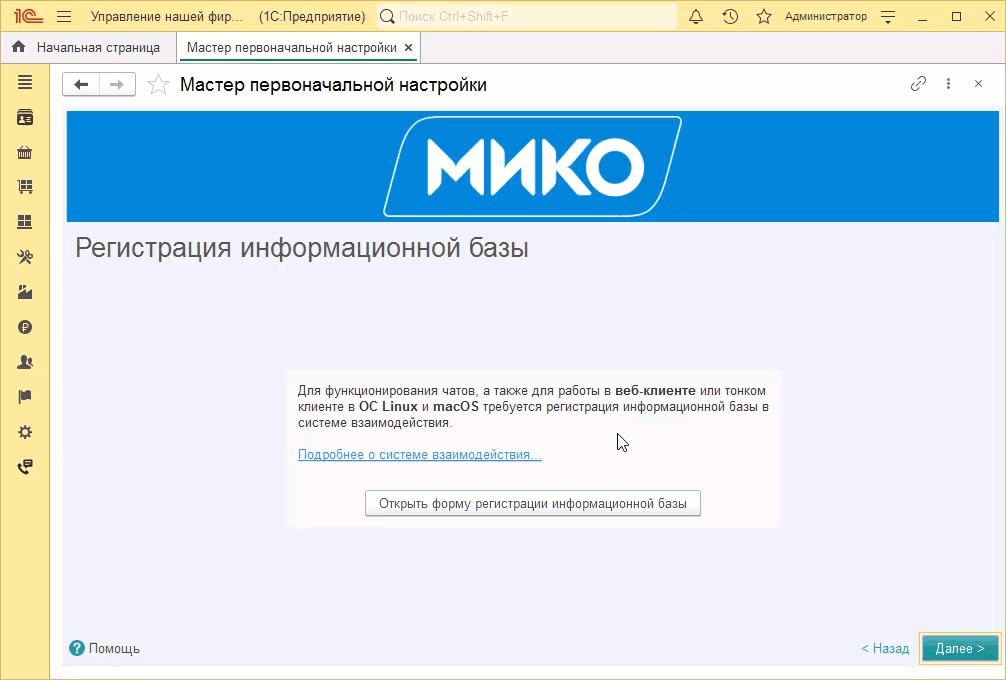 1С Управление нашей фир... (1С:Предприятие) Поиск Ctrl+Shift+F Администратор
Начальная страница Мастер первоначальной настройки
Мастер первоначальной настройки
МИКО
Регистрация информационной базы
Для функционирования чатов, а также для работы в веб-клиенте или тонком
клиенте в ОС Linux и macOS требуется регистрация информационной базы в
системе взаимодействия.
Подробнее о системе взаимодействия...
Открыть форму регистрации информационной базы
? Помощь < Назад Далее >